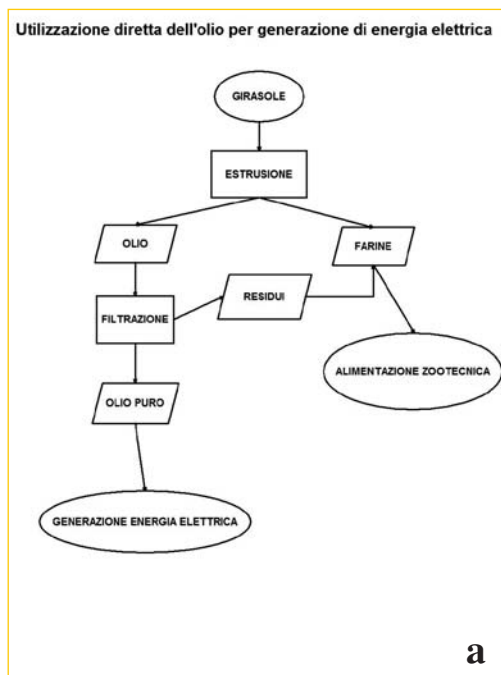 Utilizzazione diretta dell'olio per generazione di energia elettrica
GIRASOLE
ESTRUSIONE
OLIO
FARINE
RESIDUI
FILTRAZIONE
ALIMENTAZIONE ZOOTECNICA
OLIO PURO
GENERAZIONE ENERGIA ELETTRICA
a